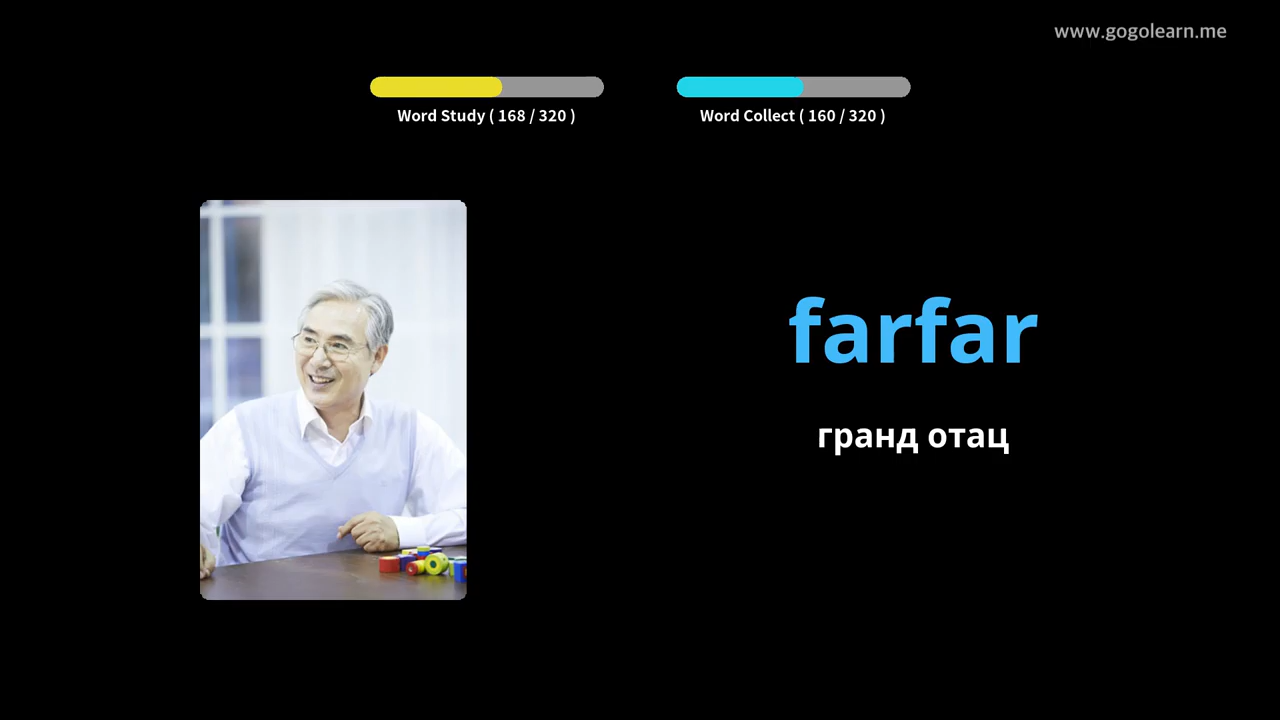 www.gogolearn.me
Word Study ( 168 / 320 )
Word Collect ( 160 / 320 )
farfar
гранд отац